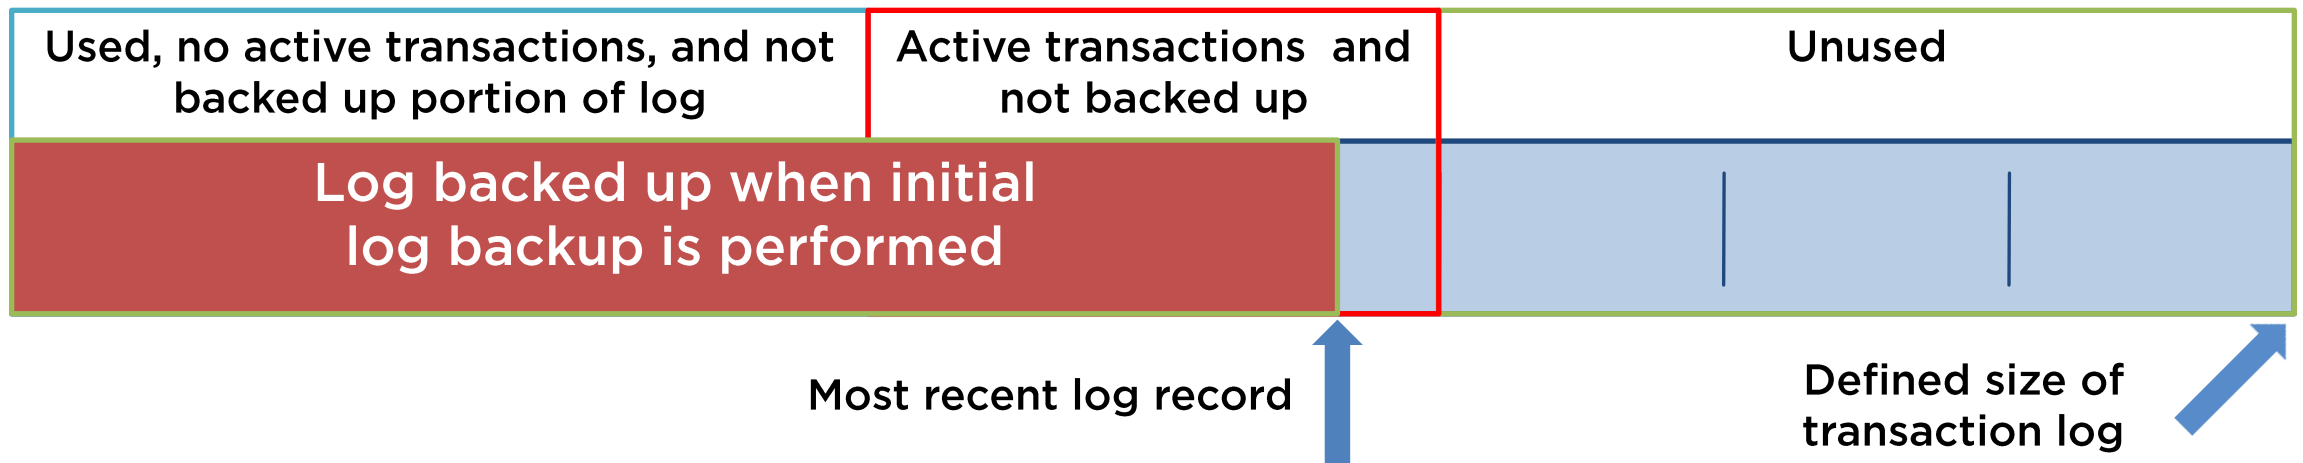 Used, no active transactions, and not
backed up portion of log
Active transactions and
not backed up
Unused
Log backed up when initial
log backup is performed
Most recent log record
Defined size of
transaction log